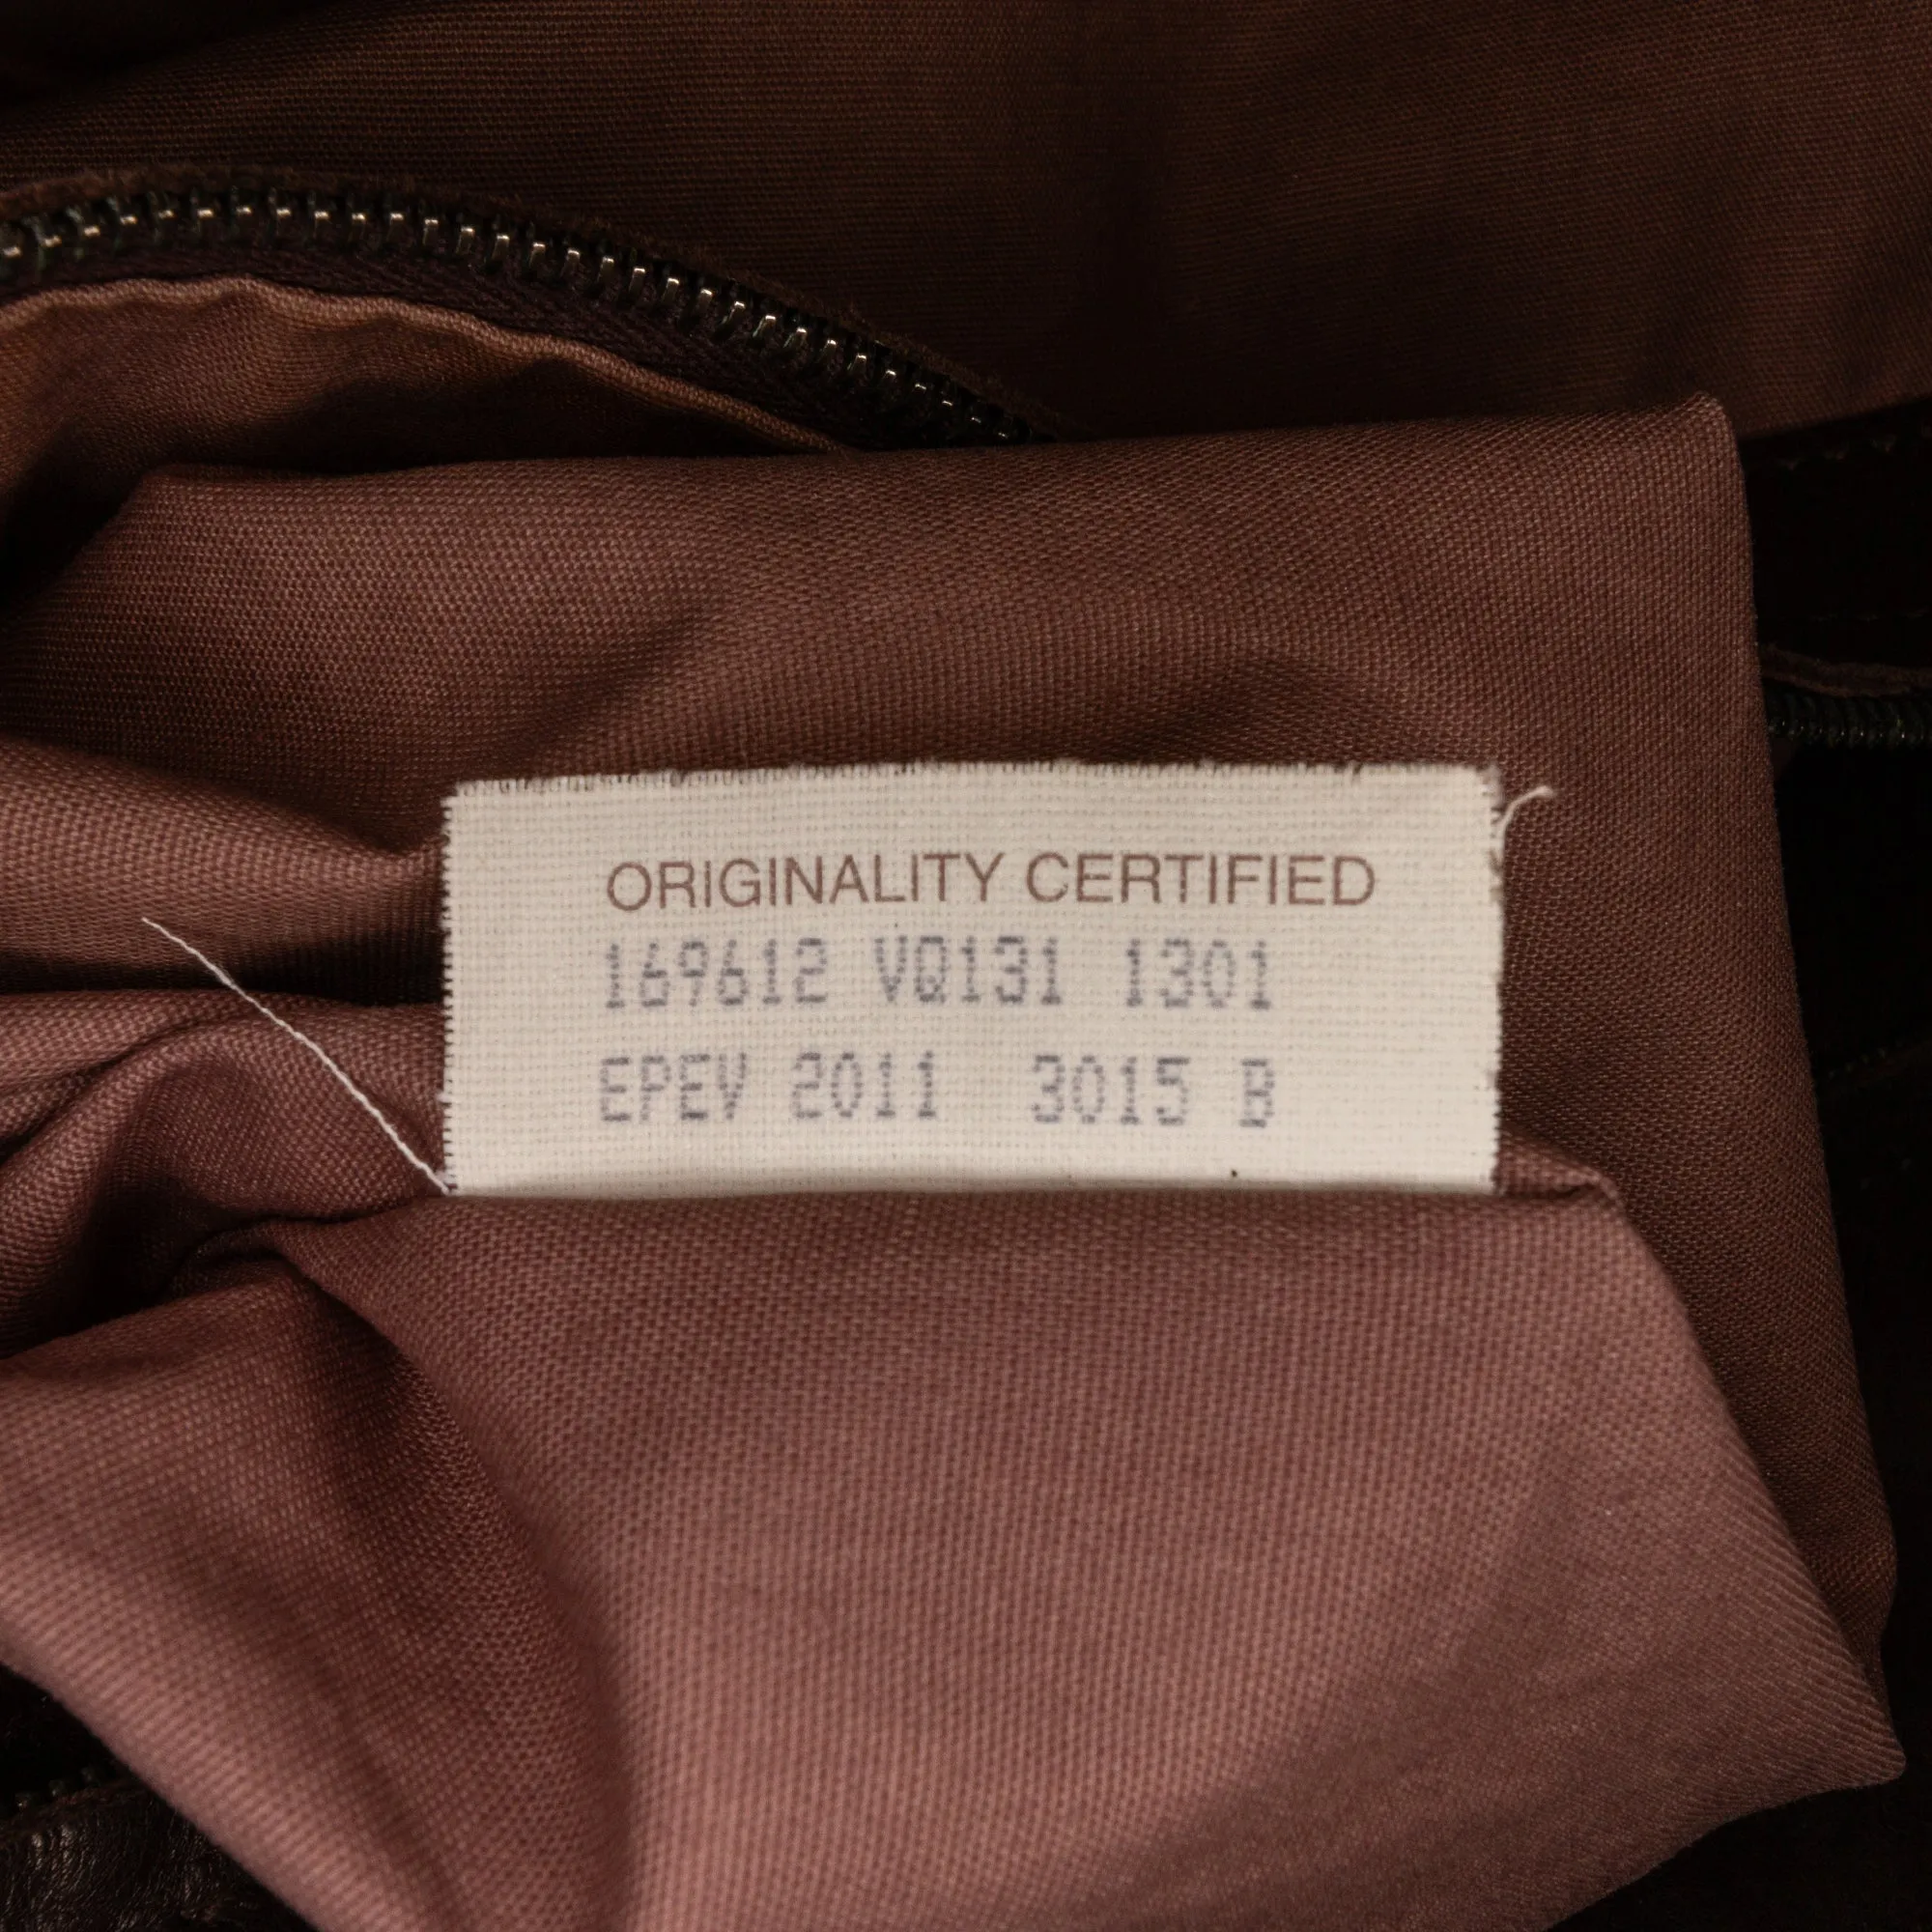 ORIGINALITY CERTIFIED
169612 VQ131 1301
EPEV 2011 3015 B